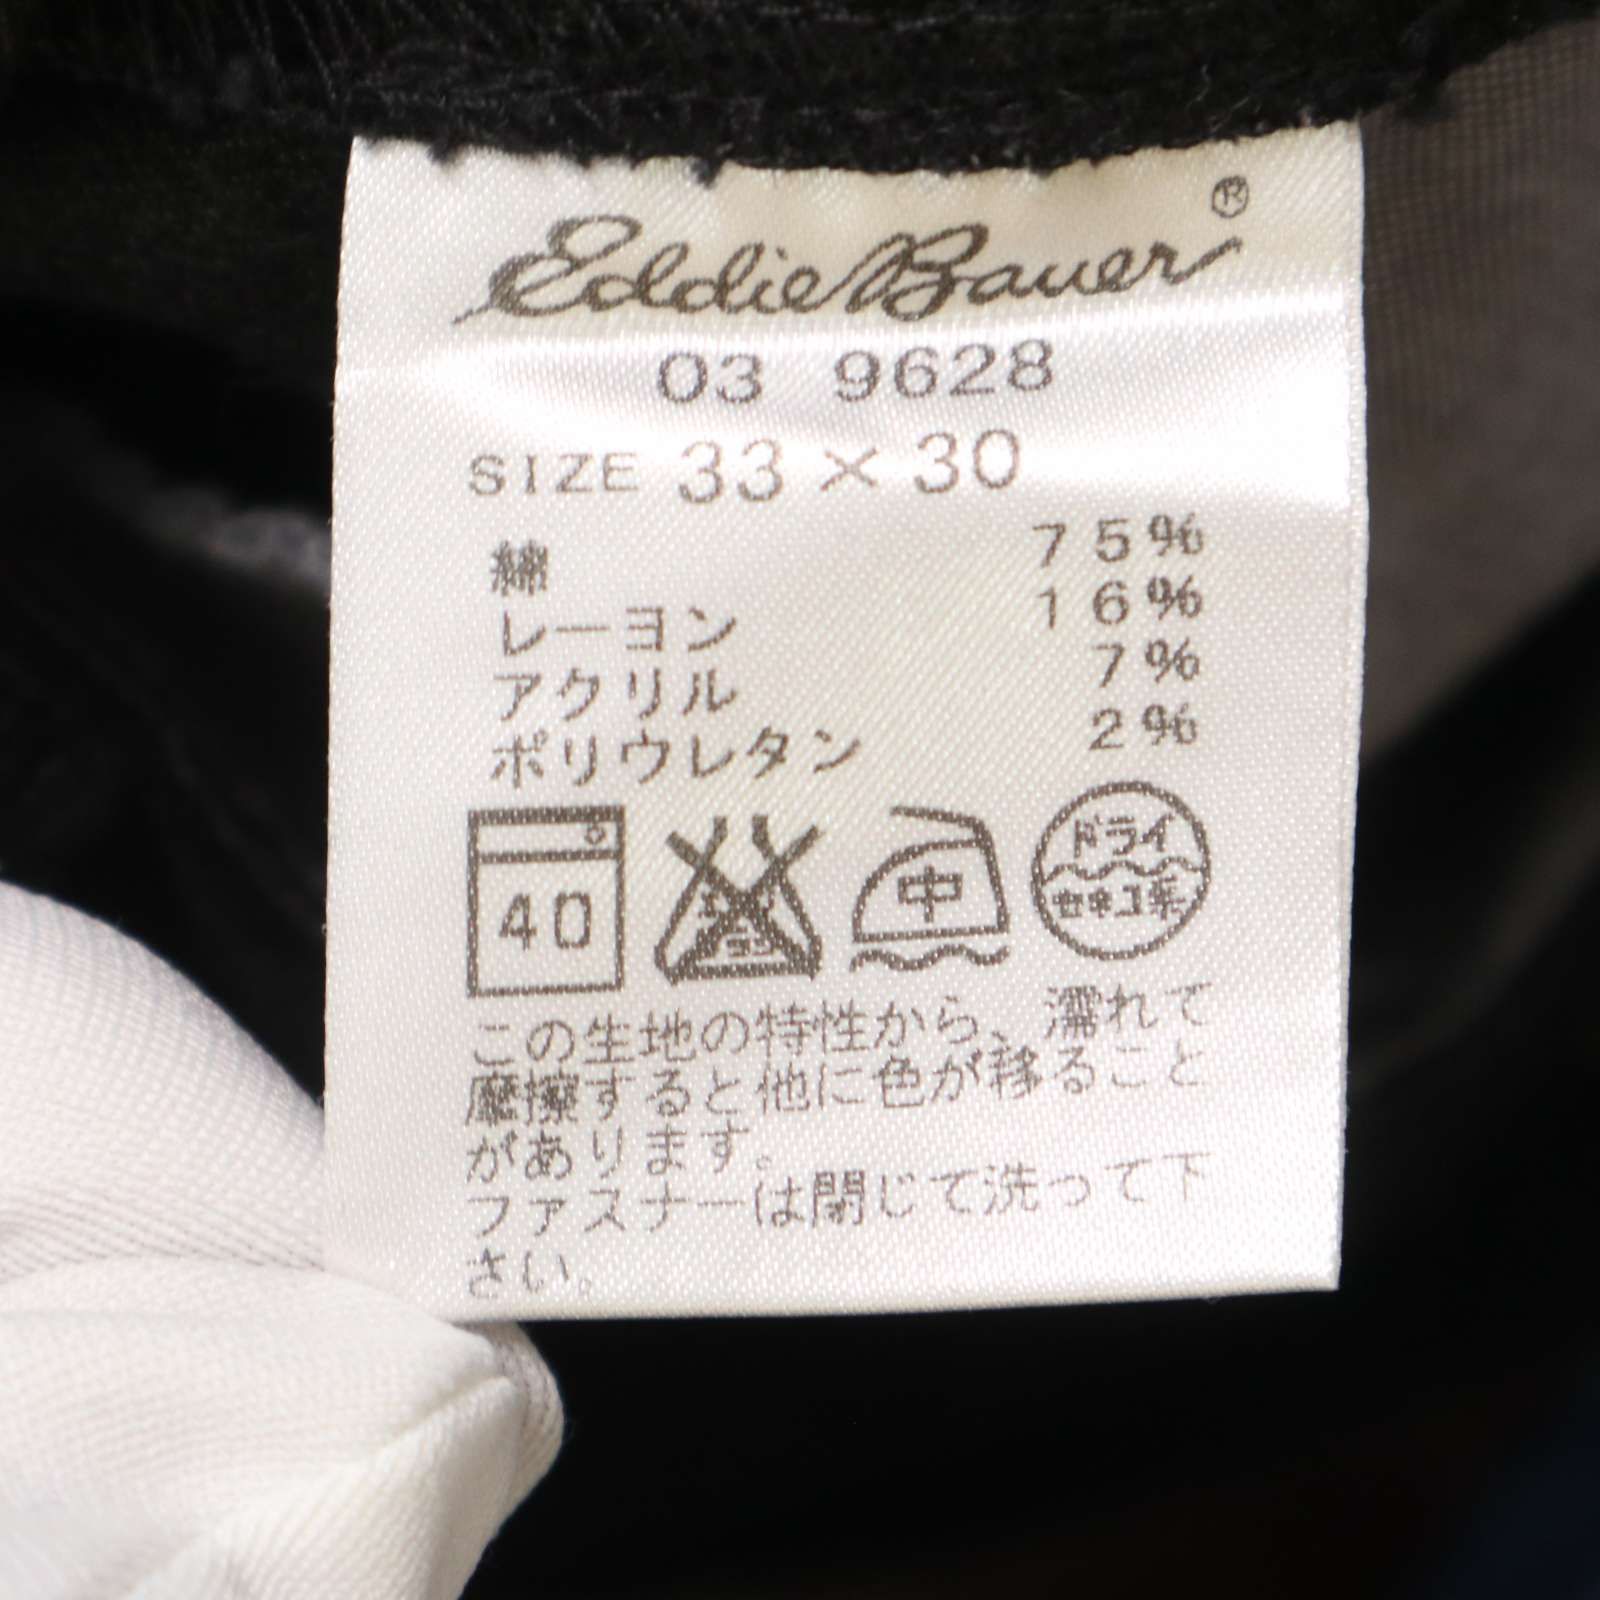 Eddie Bauer ®
03 9628
SIZE 33×30
綿 75%
レーヨン 16%
アクリル 7%
ポリウレタン 2%
40
中
ドライ
セキユ系
この生地の特性から、濡れて
摩擦すると他に色が移ること
があります。
ファスナーは閉じて洗って下
さい。